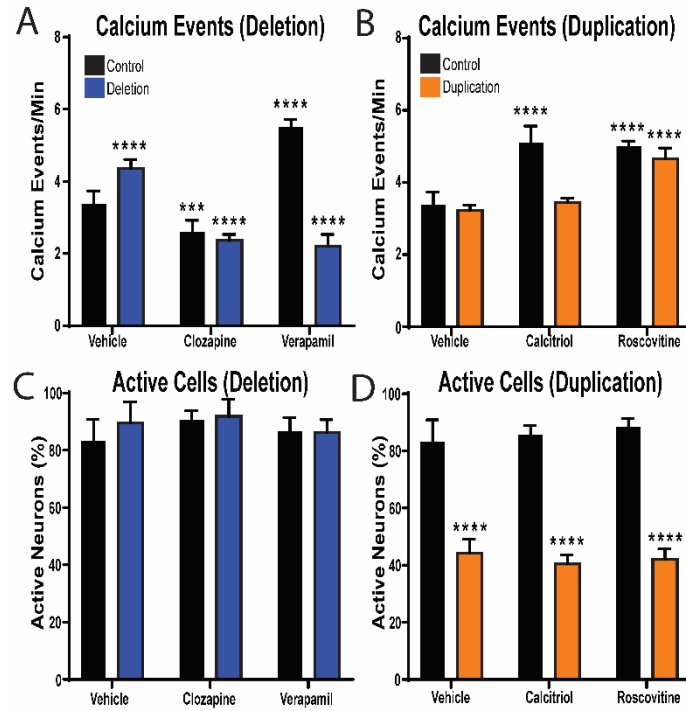 A
Calcium Events (Deletion)
Calcium Events/Min
8
6
4
2
0
Control
Deletion
****
***
****
****
****
Vehicle
Clozapine
Verapamil
B
Calcium Events (Duplication)
Calcium Events/Min
8
6
4
2
0
Control
Duplication
****
****
****
Vehicle
Calcitriol
Roscovitine
C
Active Cells (Deletion)
Active Neurons (%)
100
80
60
40
20
0
Vehicle
Clozapine
Verapamil
D
Active Cells (Duplication)
Active Neurons (%)
100
80
60
40
20
0
****
****
****
Vehicle
Calcitriol
Roscovitine